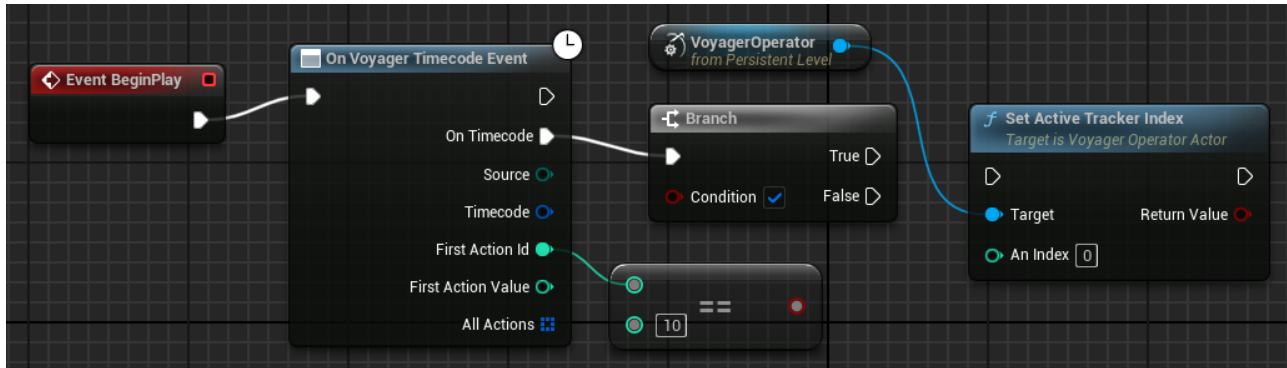 Event BeginPlay
On Voyager Timecode Event
On Timecode
Source
Timecode
First Action Id
First Action Value
All Actions
VoyagerOperator
from Persistent Level
Branch
True
Condition
False
==
10
Set Active Tracker Index
Target is Voyager Operator Actor
Target
Return Value
An Index 0